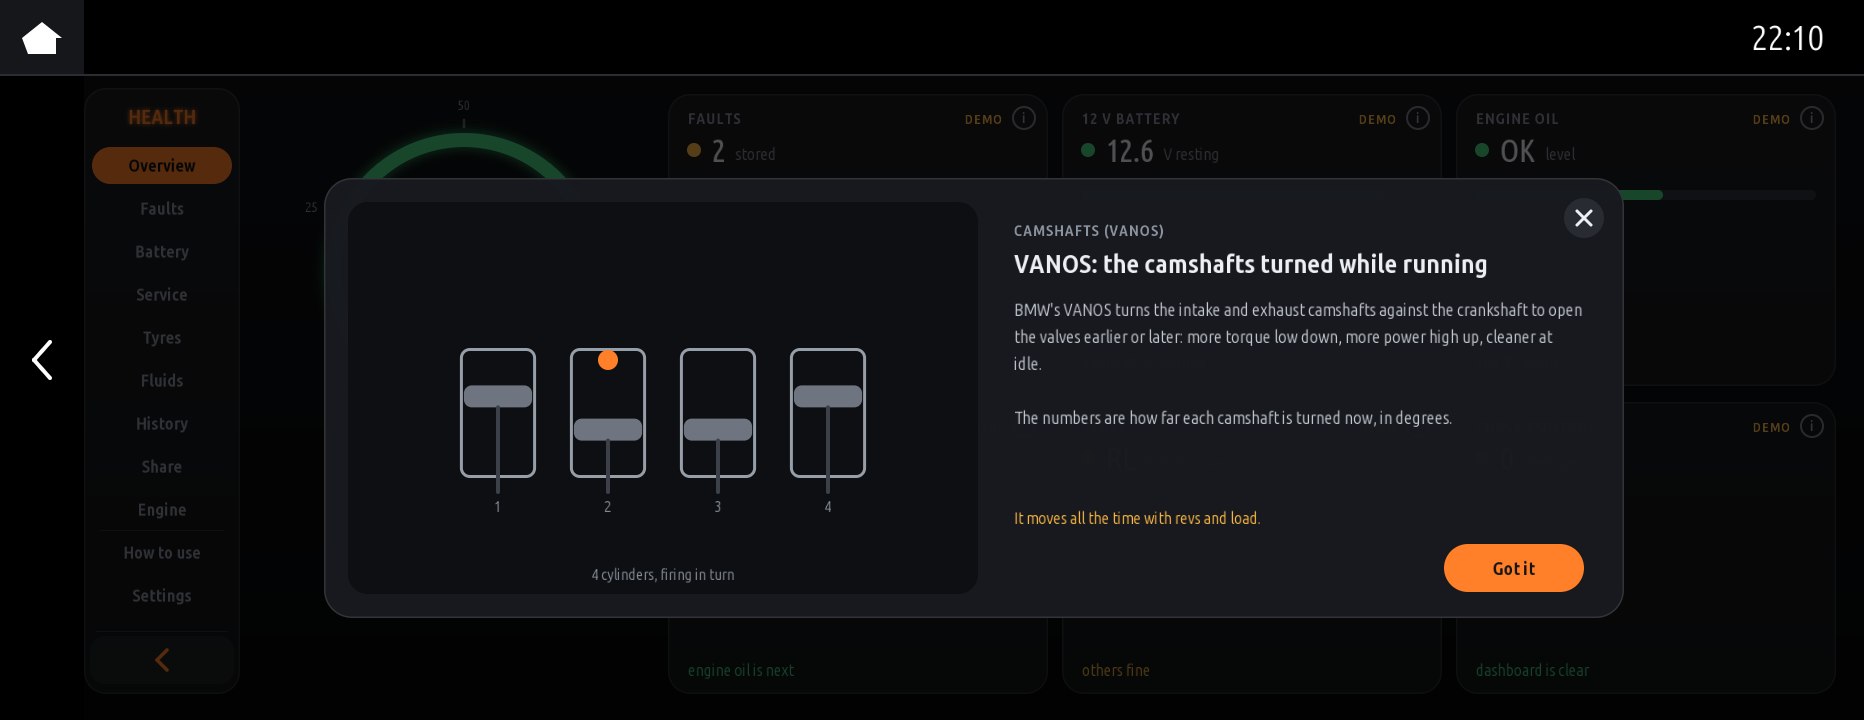 22:10
HEALTH
Overview
Faults
Battery
Service
Tyres
Fluids
History
Share
Engine
How to use
Settings
50
25
FAULTS
DEMO
i
2 stored
12 V BATTERY
DEMO
i
12.6 V resting
ENGINE OIL
DEMO
i
OK level
CAMSHAFTS (VANOS)
VANOS: the camshafts turned while running
BMW's VANOS turns the intake and exhaust camshafts against the crankshaft to open
the valves earlier or later: more torque low down, more power high up, cleaner at
idle.
The numbers are how far each camshaft is turned now, in degrees.
It moves all the time with revs and load.
Got it
1
2
3
4
4 cylinders, firing in turn
DEMO
i
engine oil is next
others fine
dashboard is clear